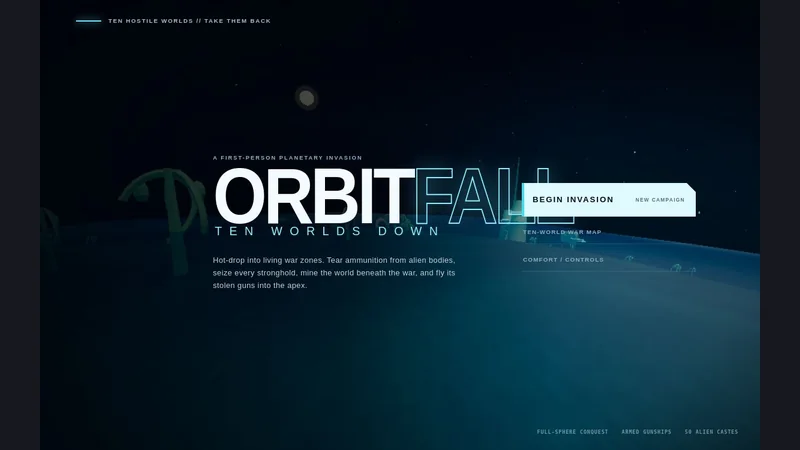 TEN HOSTILE WORLDS // TAKE THEM BACK
A FIRST-PERSON PLANETARY INVASION
ORBITFALL
TEN WORLDS DOWN
Hot-drop into living war zones. Tear ammunition from alien bodies,
seize every stronghold, mine the world beneath the war, and fly its
stolen guns into the apex.
BEGIN INVASION NEW CAMPAIGN
TEN-WORLD WAR MAP
COMFORT / CONTROLS
FULL-SPHERE CONQUEST ARMED GUNSHIPS 50 ALIEN CASTES